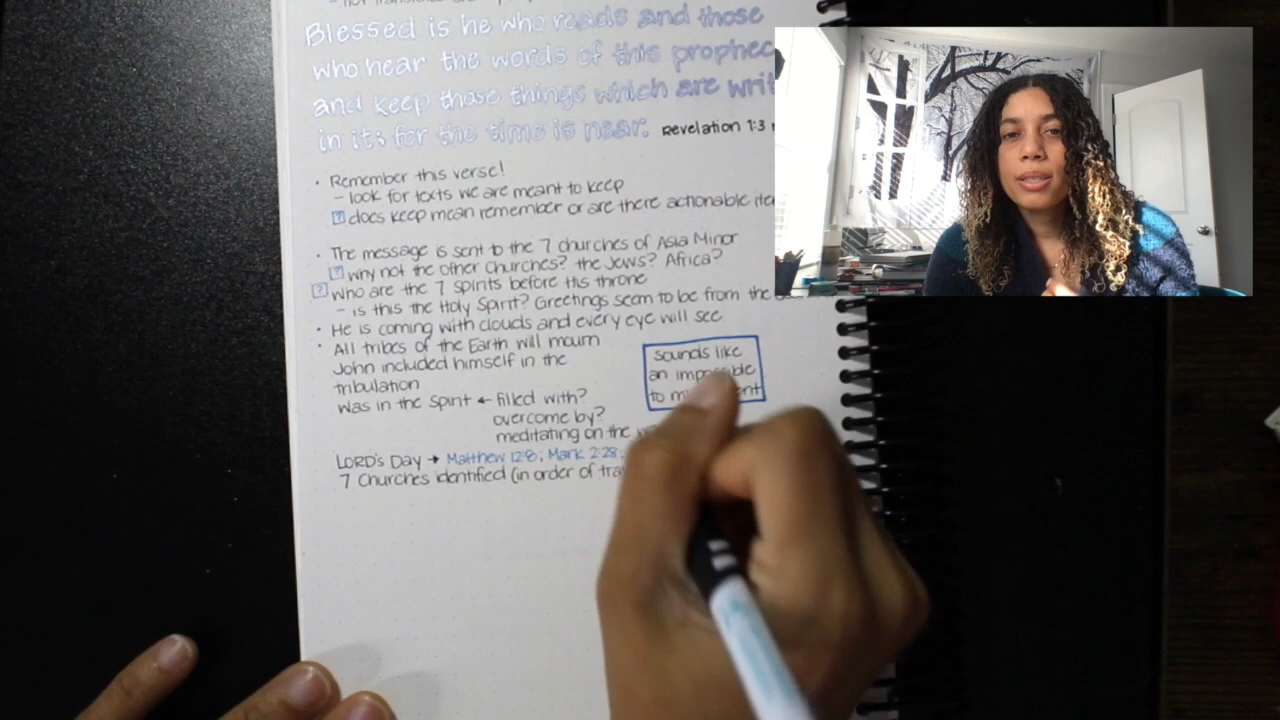 Blessed is he who reads and those
who hear the words of this prophec
and keep those things which are writ
in it; for the time is near. Revelation 1:3
• Remember this verse!
- look for texts we are meant to keep
? does keep mean remember or are there actionable ite
• The message is sent to the 7 churches of Asia Minor
? why not the other churches? the Jews? Africa?
? who are the 7 spirits before His throne
- is this the Holy Spirit? Greetings seem to be from the
• He is coming with clouds and every eye will see
• All tribes of the Earth will mourn
John included himself in the
tribulation
was in the spirit ← filled with?
overcome by?
meditating on the
LORD's Day → Matthew 12:8; Mark 2:28;
7 Churches identified (in order of tra
sounds like
an impossible
to